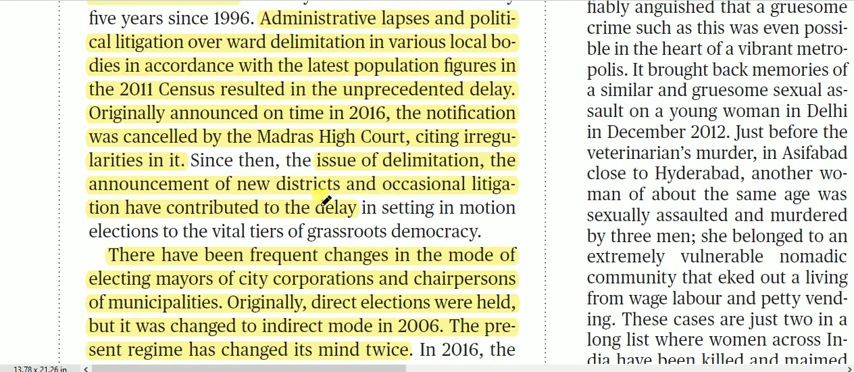 five years since 1996. Administrative lapses and politi-
cal litigation over ward delimitation in various local bo-
dies in accordance with the latest population figures in
the 2011 Census resulted in the unprecedented delay.
Originally announced on time in 2016, the notification
was cancelled by the Madras High Court, citing irregu-
larities in it. Since then, the issue of delimitation, the
announcement of new districts and occasional litiga-
tion have contributed to the delay in setting in motion
elections to the vital tiers of grassroots democracy.
There have been frequent changes in the mode of
electing mayors of city corporations and chairpersons
of municipalities. Originally, direct elections were held,
but it was changed to indirect mode in 2006. The pre-
sent regime has changed its mind twice. In 2016, the
fiably anguished that a gruesome
crime such as this was even possi-
ble in the heart of a vibrant metro-
polis. It brought back memories of
a similar and gruesome sexual as-
sault on a young woman in Delhi
in December 2012. Just before the
veterinarian's murder, in Asifabad
close to Hyderabad, another wo-
man of about the same age was
sexually assaulted and murdered
by three men; she belonged to an
extremely vulnerable nomadic
community that eked out a living
from wage labour and petty vend-
ing. These cases are just two in a
long list where women across In-
dia have been killed and maimed
13.78 x 21.26 in